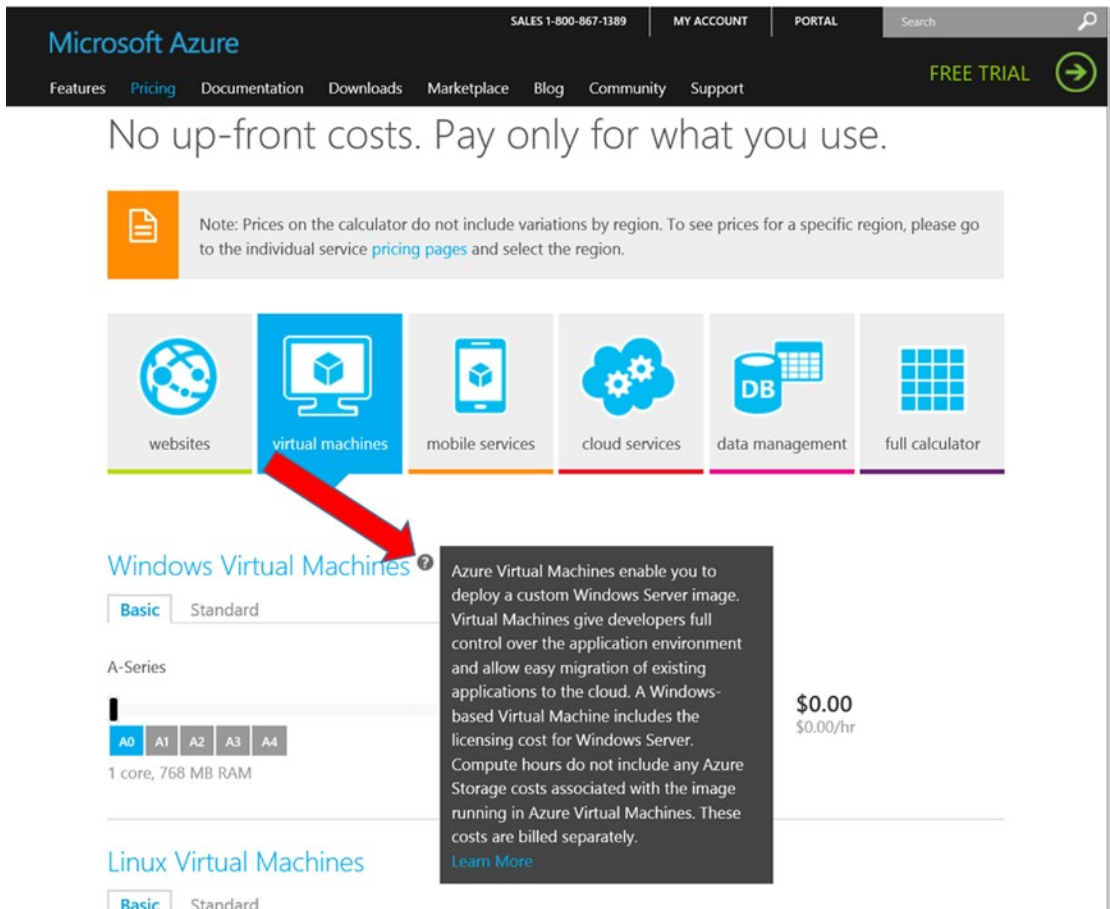 SALES 1-800-867-1389
MY ACCOUNT
PORTAL
Search
Microsoft Azure
FREE TRIAL
Features Pricing Documentation Downloads Marketplace Blog Community Support
No up-front costs. Pay only for what you use.
Note: Prices on the calculator do not include variations by region. To see prices for a specific region, please go
to the individual service pricing pages and select the region.
DB
websites
virtual machines
mobile services
cloud services
data management
full calculator
Windows Virtual Machines ?
Basic Standard
A-Series
A0 A1 A2 A3 A4
1 core, 768 MB RAM
Azure Virtual Machines enable you to
deploy a custom Windows Server image.
Virtual Machines give developers full
control over the application environment
and allow easy migration of existing
applications to the cloud. A Windows-
based Virtual Machine includes the
licensing cost for Windows Server.
Compute hours do not include any Azure
Storage costs associated with the image
running in Azure Virtual Machines. These
costs are billed separately.
Learn More
$0.00
$0.00/hr
Linux Virtual Machines
Basic Standard